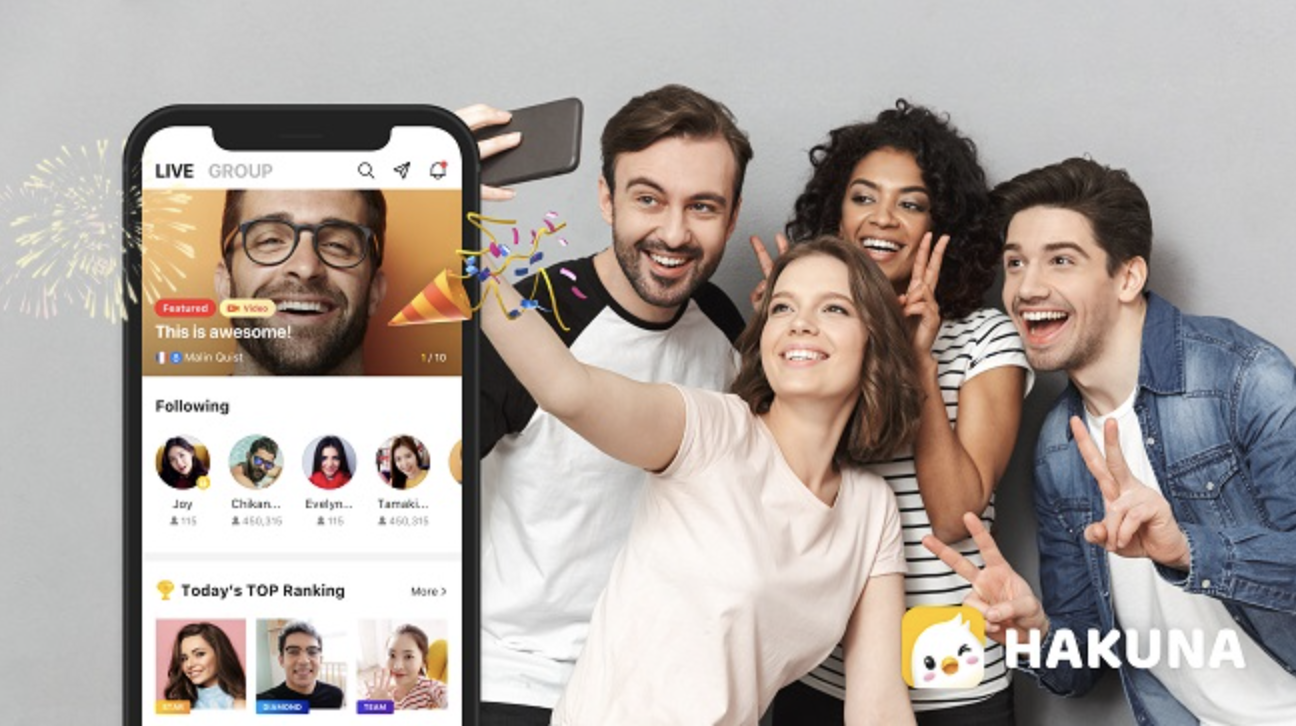 LIVE GROUP
Featured Video
This is awesome!
8 Malin Quist 1/10
Following
Joy Chikan... Evelyn... Tamaki...
115 450,315 115 450,315
Today's TOP Ranking More >
STAR DIAMOND TEAM
HAKUNA